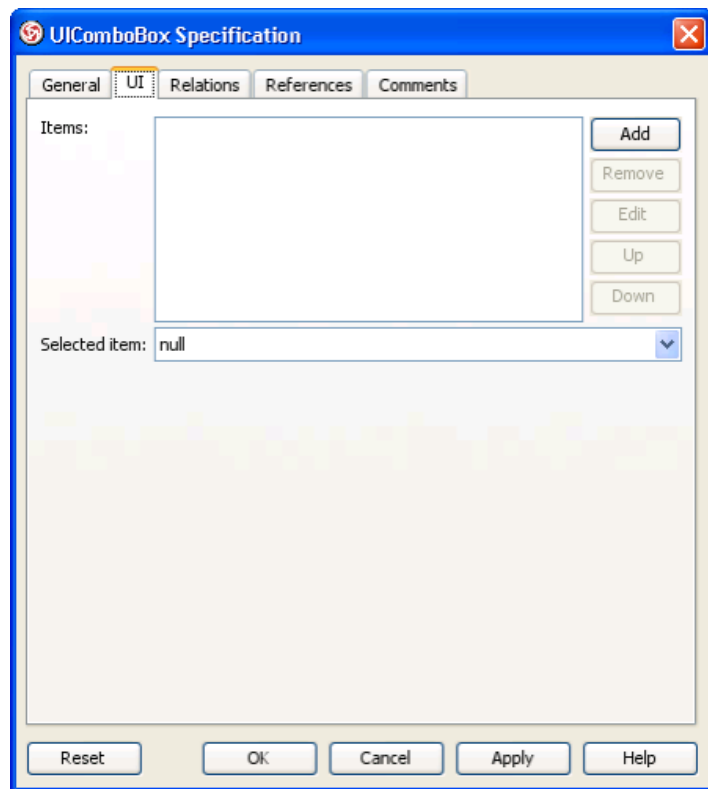 UIComboBox Specification
General UI Relations References Comments
Items:
Add
Remove
Edit
Up
Down
Selected item: null
Reset OK Cancel Apply Help